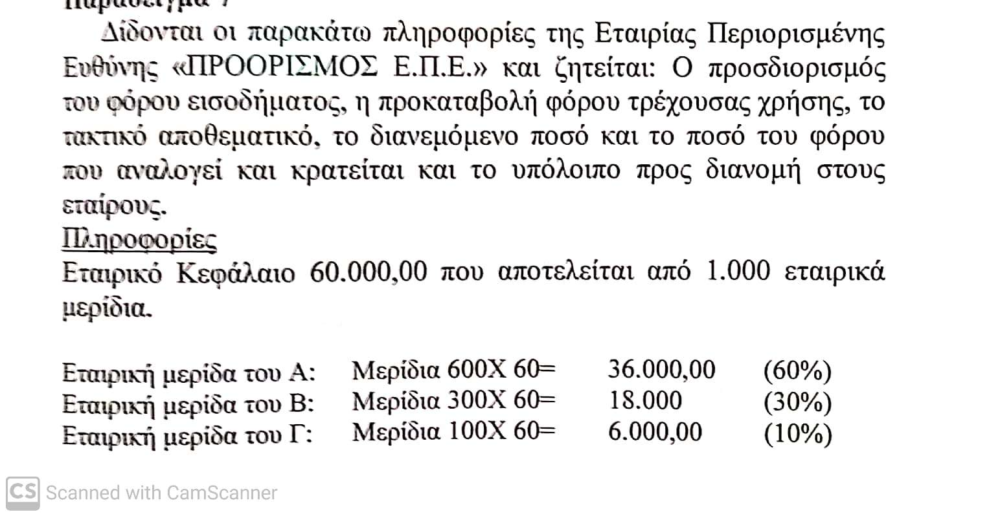 Παράδειγμα 7
Δίδονται οι παρακάτω πληροφορίες της Εταιρίας Περιορισμένης
Ευθύνης «ΠΡΟΟΡΙΣΜΟΣ Ε.Π.Ε.» και ζητείται: Ο προσδιορισμός
του φόρου εισοδήματος, η προκαταβολή φόρου τρέχουσας χρήσης, το
τακτικό αποθεματικό, το διανεμόμενο ποσό και το ποσό του φόρου
που αναλογεί και κρατείται και το υπόλοιπο προς διανομή στους
εταίρους.
Πληροφορίες
Εταιρικό Κεφάλαιο 60.000,00 που αποτελείται από 1.000 εταιρικά
μερίδια.
Εταιρική μερίδα του Α: Μερίδια 600Χ 60= 36.000,00 (60%)
Εταιρική μερίδα του Β: Μερίδια 300Χ 60= 18.000 (30%)
Εταιρική μερίδα του Γ: Μερίδια 100Χ 60= 6.000,00 (10%)
CS Scanned with CamScanner